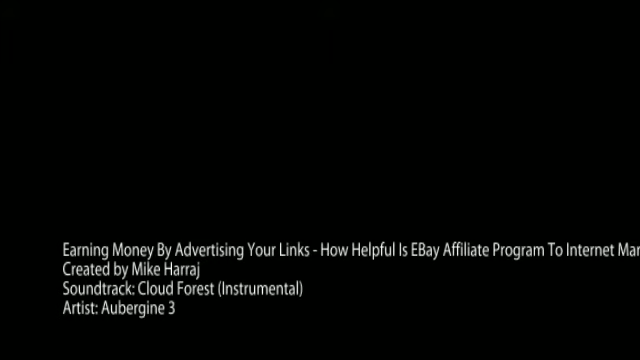 Earning Money By Advertising Your Links - How Helpful Is EBay Affiliate Program To Internet Mar
Created by Mike Harraj
Soundtrack: Cloud Forest (Instrumental)
Artist: Aubergine 3